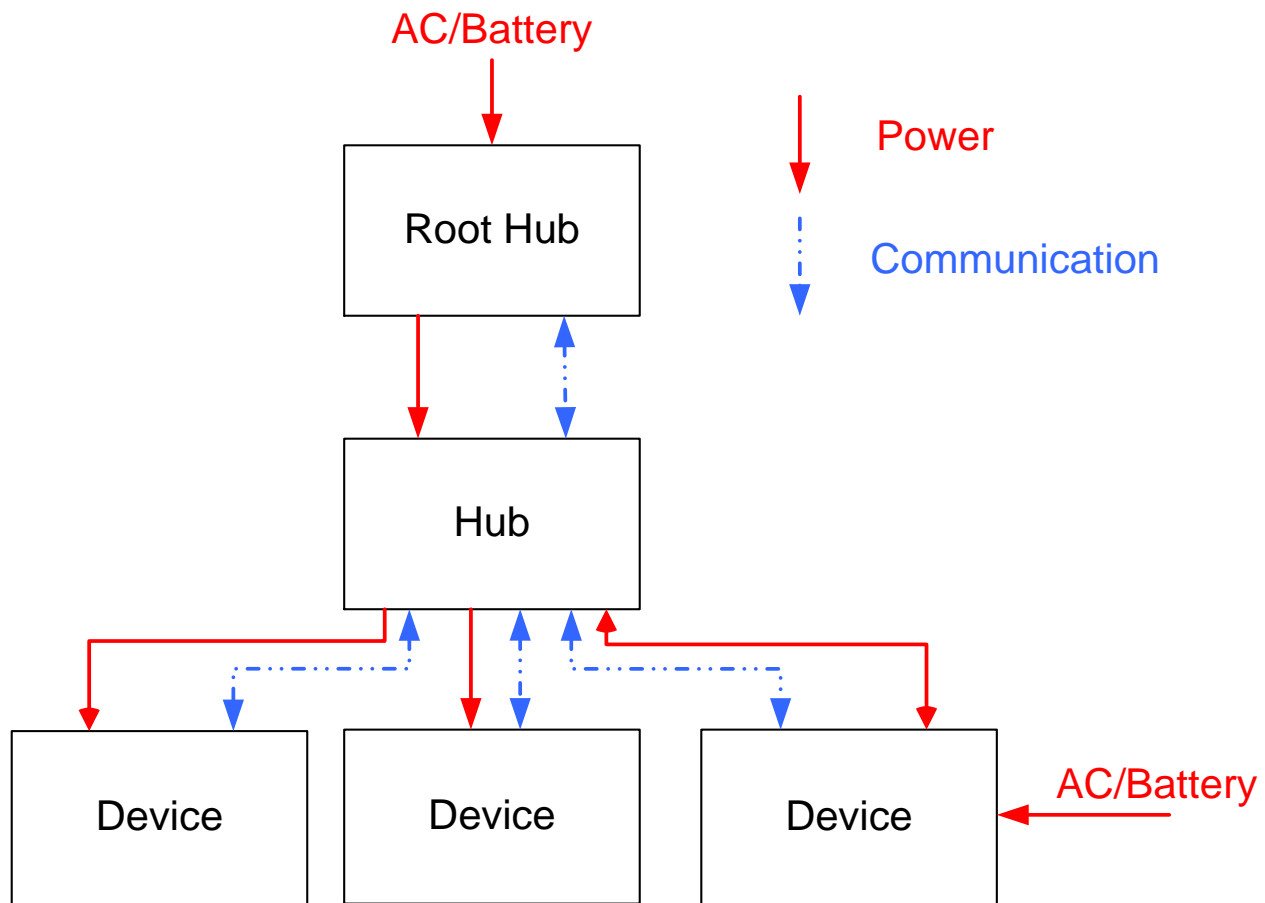 AC/Battery
Power
Root Hub
Communication
Hub
Device
Device
Device
AC/Battery